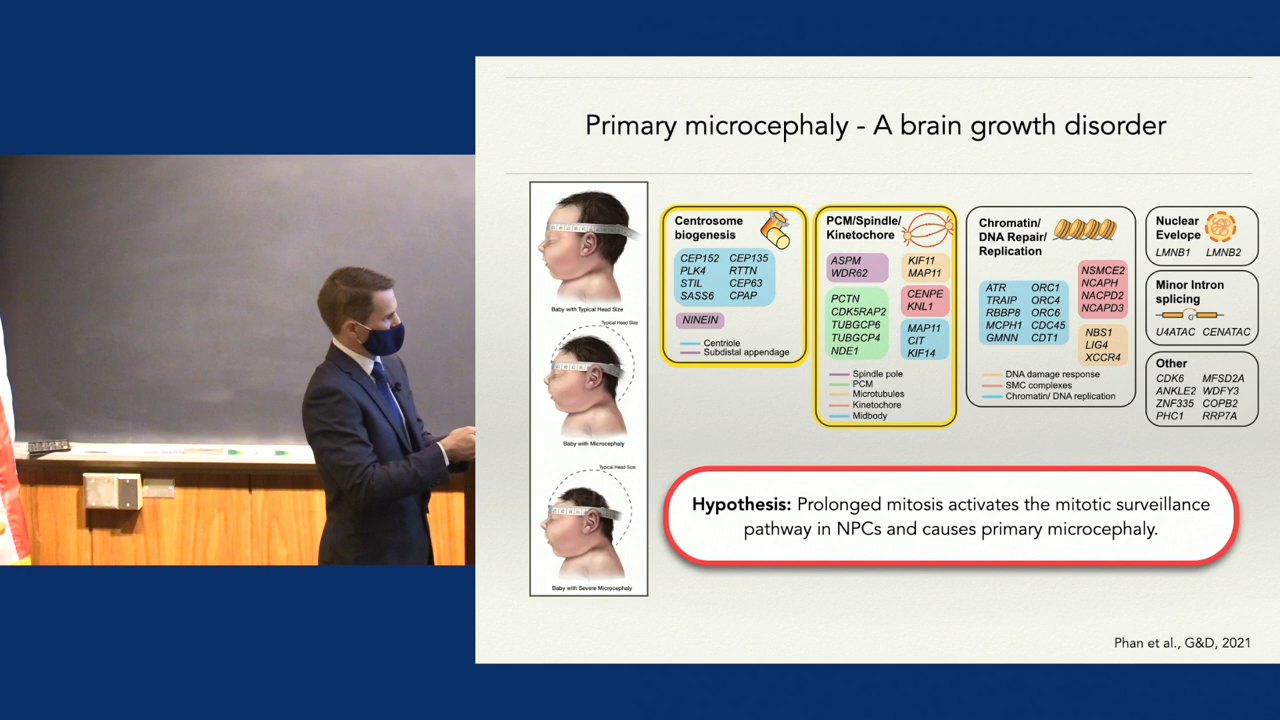 Primary microcephaly - A brain growth disorder
Baby with Typical Head Size
Typical Head Size
Baby with Microcephaly
Typical Head Size
Baby with Severe Microcephaly
Centrosome
biogenesis
CEP152 CEP135
PLK4 RTTN
STIL CEP63
SASS6 CPAP
NINEIN
Centriole
Subdistal appendage
PCM/Spindle/
Kinetochore
ASPM
WDR62
KIF11
MAP11
PCTN
CDK5RAP2
TUBGCP6
TUBGCP4
NDE1
CENPE
KNL1
MAP11
CIT
KIF14
Spindle pole
PCM
Microtubules
Kinetochore
Midbody
Chromatin/
DNA Repair/
Replication
ATR ORC1
TRAIP ORC4
RBBP8 ORC6
MCPH1 CDC45
GMNN CDT1
NSMCE2
NCAPH
NACPD2
NCAPD3
NBS1
LIG4
XCCR4
DNA damage response
SMC complexes
Chromatin/ DNA replication
Nuclear
Evelope
LMNB1 LMNB2
Minor Intron
splicing
U4ATAC CENATAC
Other
CDK6 MFSD2A
ANKLE2 WDFY3
ZNF335 COPB2
PHC1 RRP7A
Hypothesis: Prolonged mitosis activates the mitotic surveillance
pathway in NPCs and causes primary microcephaly.
Phan et al., G&D, 2021